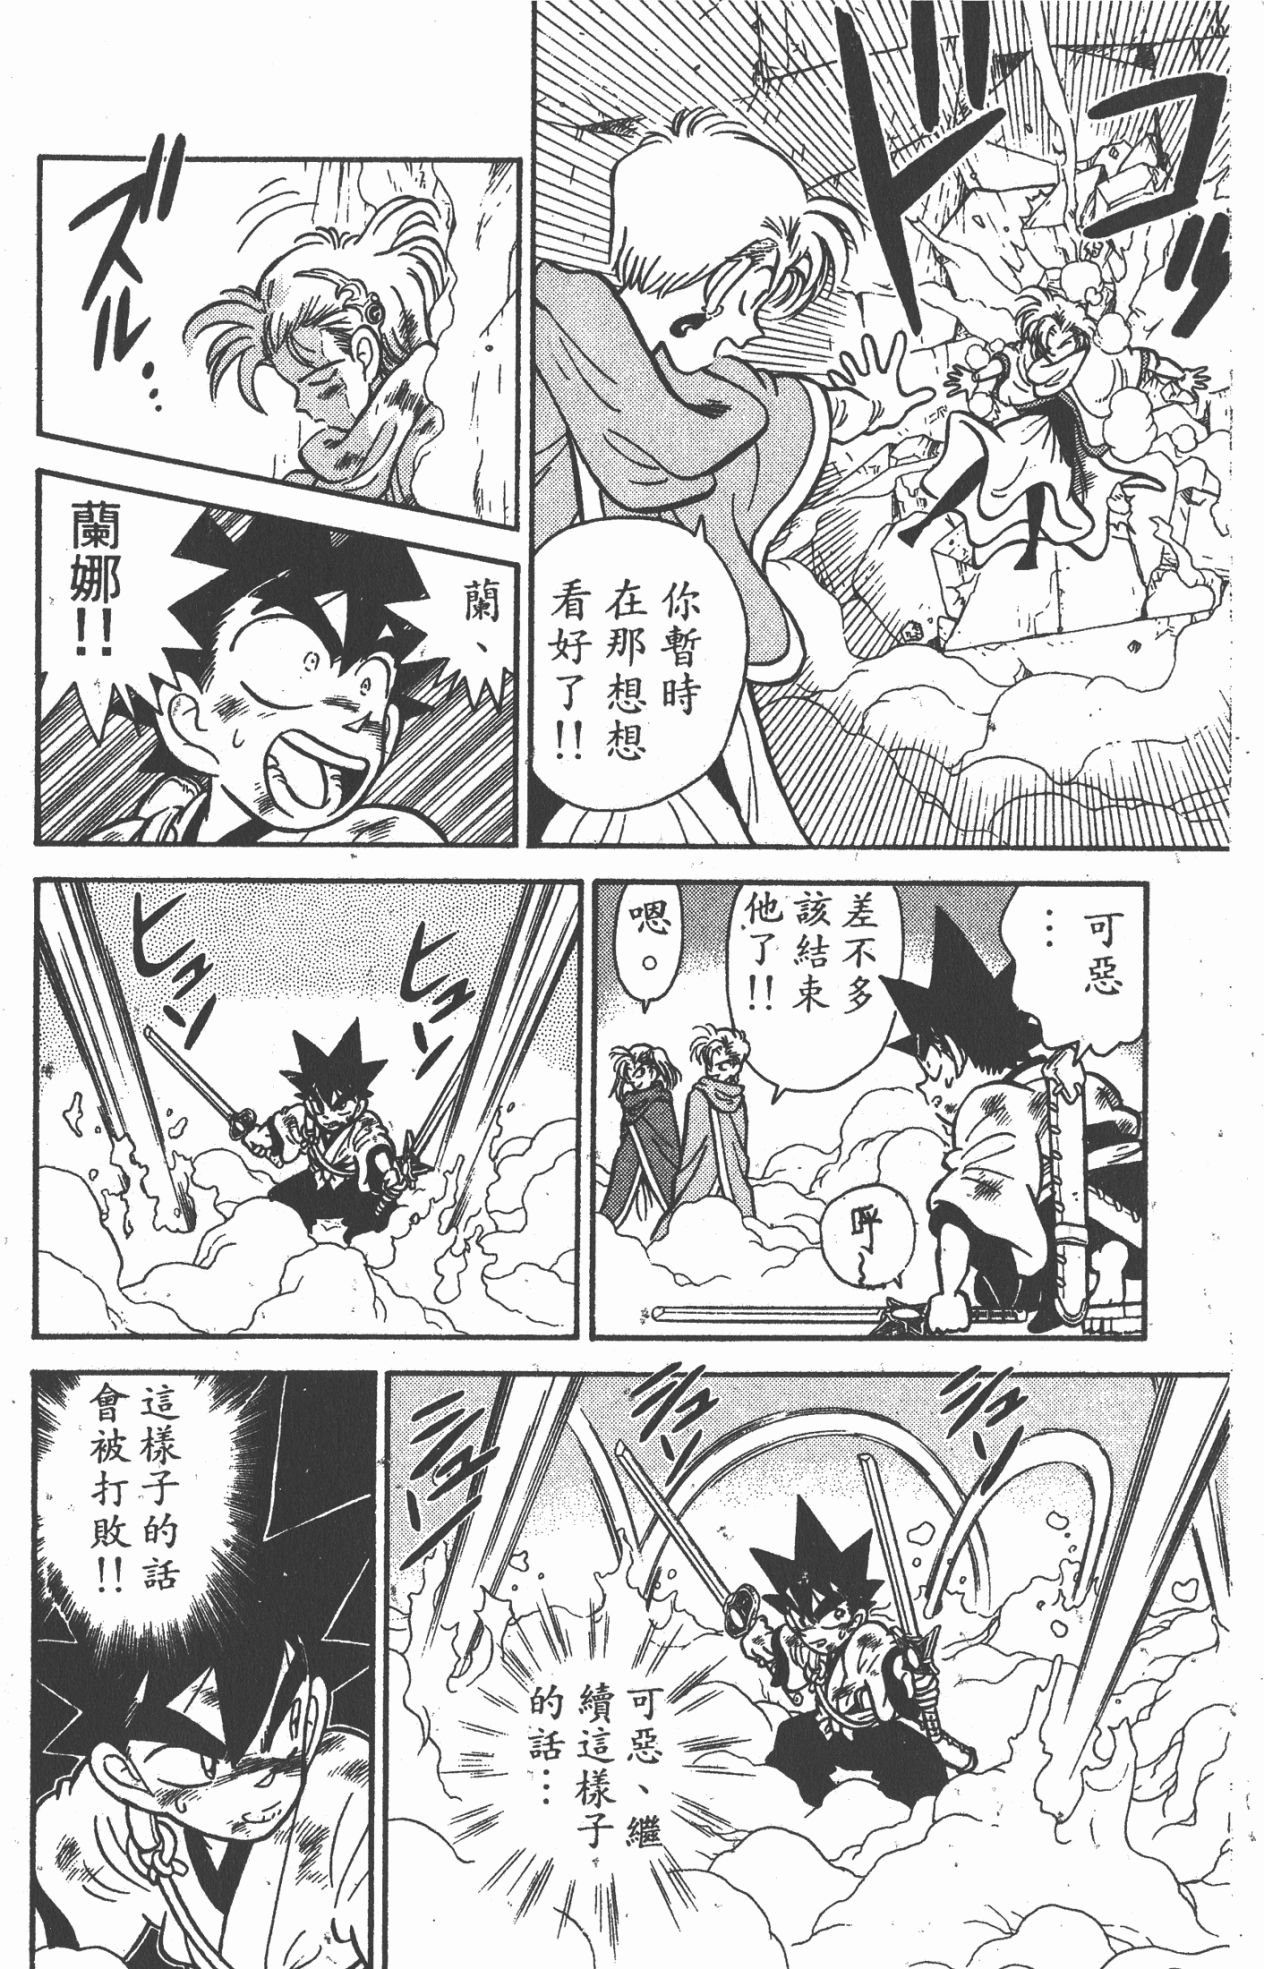 ドゴッ
你暫時
在那想想
看好了!!
ズル…
蘭、
蘭娜!!
可惡
…
差不多
該結束
他了!!
嗯。
呼
ヒュン
ヒュン
ヒュン
ヒュン
ヒュン
可惡、繼
續這樣子
的話…
這樣子的話
會被打敗!!